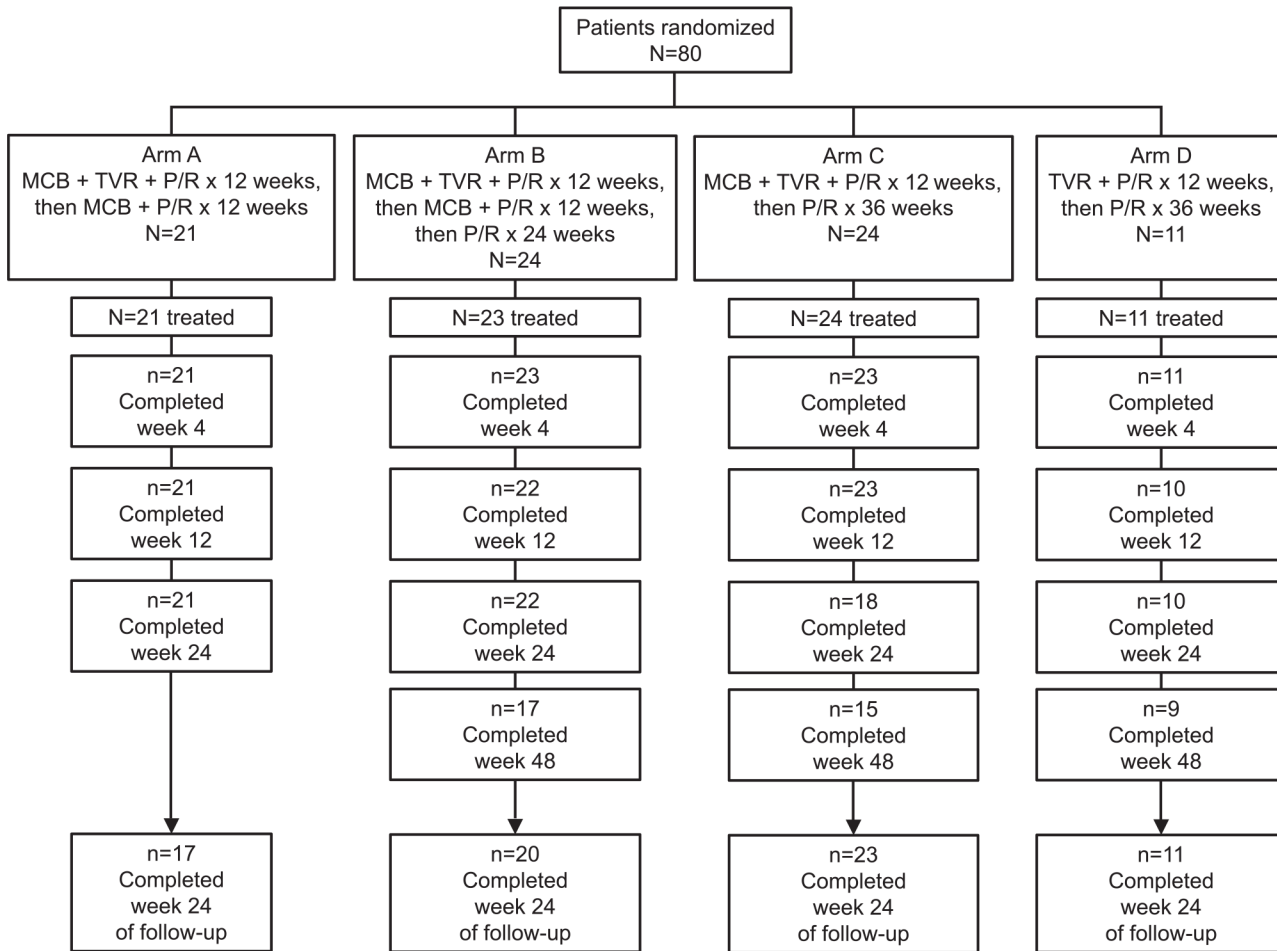 Patients randomized
N=80
Arm A
MCB + TVR + P/R x 12 weeks,
then MCB + P/R x 12 weeks
N=21
Arm B
MCB + TVR + P/R x 12 weeks,
then MCB + P/R x 12 weeks,
then P/R x 24 weeks
N=24
Arm C
MCB + TVR + P/R x 12 weeks,
then P/R x 36 weeks
N=24
Arm D
TVR + P/R x 12 weeks,
then P/R x 36 weeks
N=11
N=21 treated
N=23 treated
N=24 treated
N=11 treated
n=21
Completed
week 4
n=23
Completed
week 4
n=23
Completed
week 4
n=11
Completed
week 4
n=21
Completed
week 12
n=22
Completed
week 12
n=23
Completed
week 12
n=10
Completed
week 12
n=21
Completed
week 24
n=22
Completed
week 24
n=18
Completed
week 24
n=10
Completed
week 24
n=17
Completed
week 48
n=15
Completed
week 48
n=9
Completed
week 48
n=17
Completed
week 24
of follow-up
n=20
Completed
week 24
of follow-up
n=23
Completed
week 24
of follow-up
n=11
Completed
week 24
of follow-up